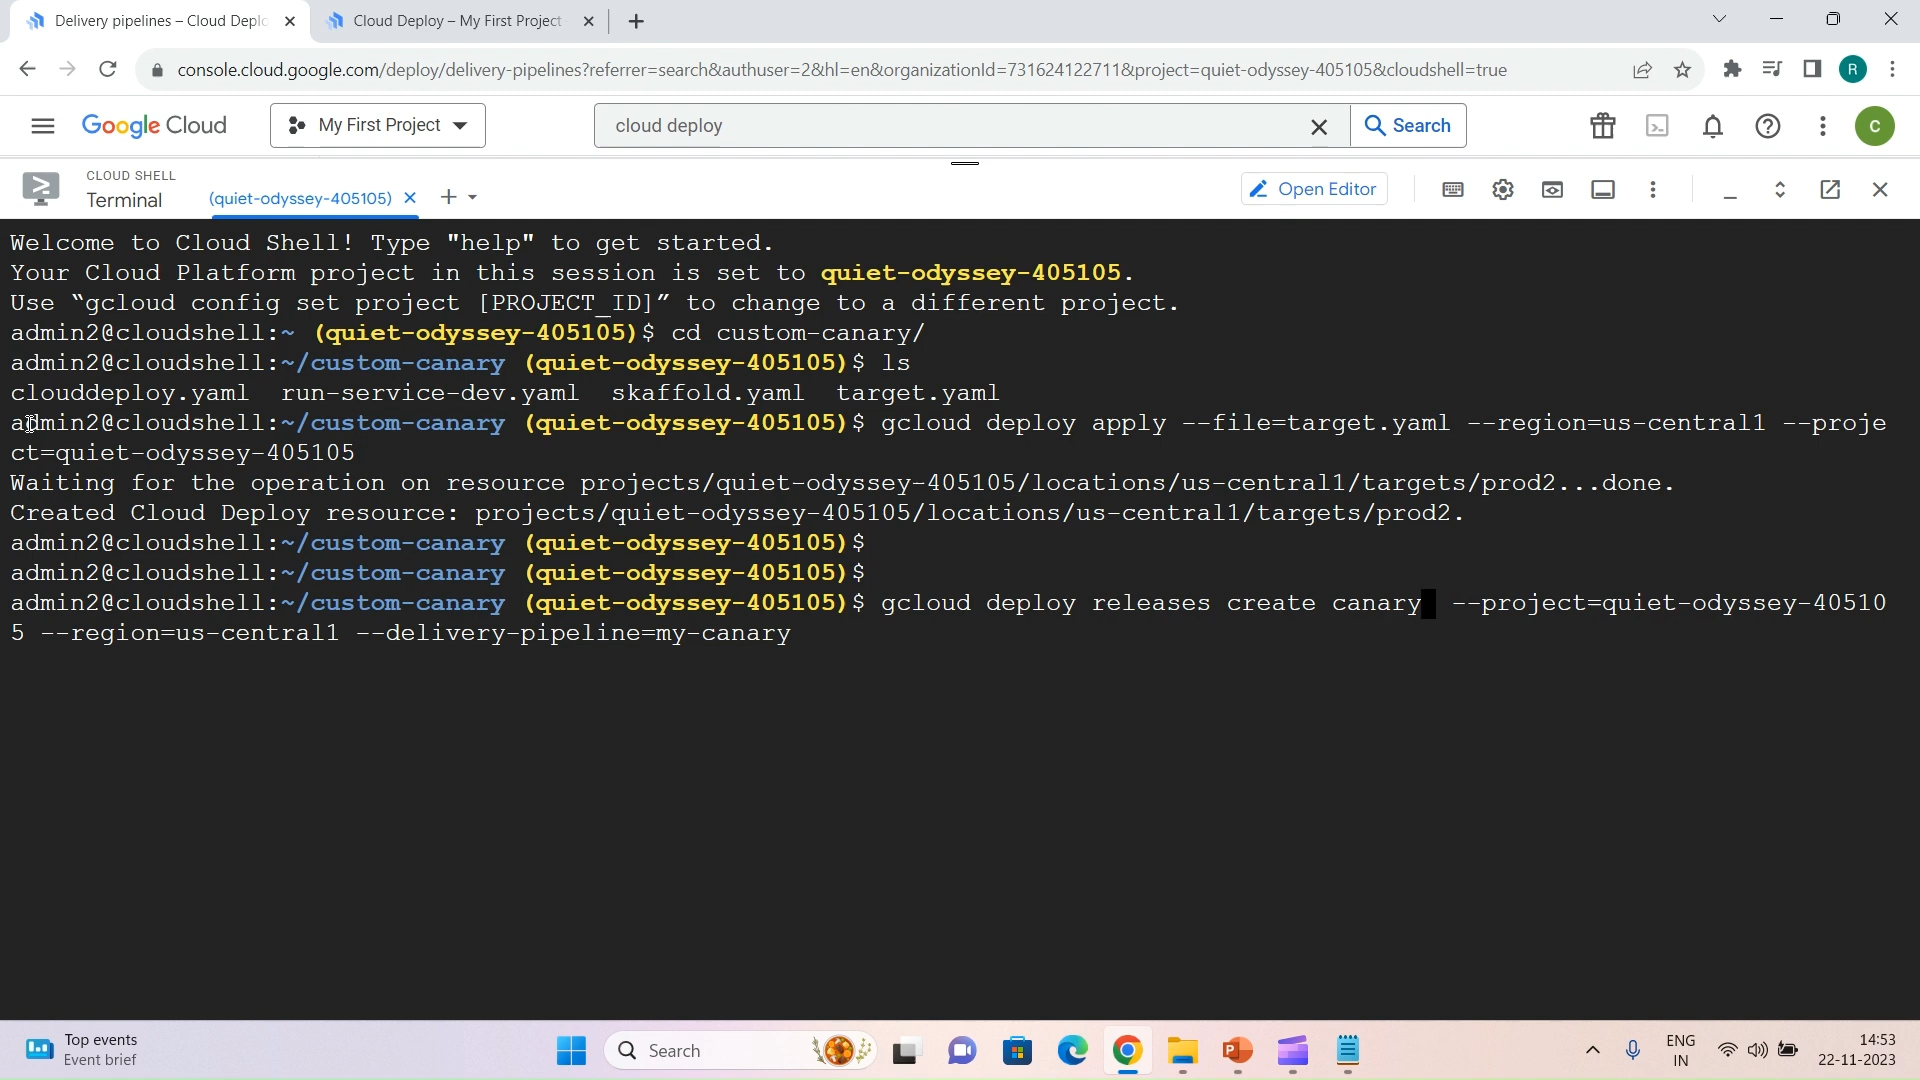 Delivery pipelines – Cloud Deplo
Cloud Deploy – My First Project
console.cloud.google.com/deploy/delivery-pipelines?referrer=search&authuser=2&hl=en&organizationId=731624122711&project=quiet-odyssey-405105&cloudshell=true
R
Google Cloud
My First Project
cloud deploy
Search
C
CLOUD SHELL
Terminal
(quiet-odyssey-405105)
Open Editor
Welcome to Cloud Shell! Type "help" to get started.
Your Cloud Platform project in this session is set to quiet-odyssey-405105.
Use “gcloud config set project [PROJECT_ID]” to change to a different project.
admin2@cloudshell:~ (quiet-odyssey-405105)$ cd custom-canary/
admin2@cloudshell:~/custom-canary (quiet-odyssey-405105)$ ls
clouddeploy.yaml  run-service-dev.yaml  skaffold.yaml  target.yaml
admin2@cloudshell:~/custom-canary (quiet-odyssey-405105)$ gcloud deploy apply --file=target.yaml --region=us-central1 --proje
ct=quiet-odyssey-405105
Waiting for the operation on resource projects/quiet-odyssey-405105/locations/us-central1/targets/prod2...done.
Created Cloud Deploy resource: projects/quiet-odyssey-405105/locations/us-central1/targets/prod2.
admin2@cloudshell:~/custom-canary (quiet-odyssey-405105)$
admin2@cloudshell:~/custom-canary (quiet-odyssey-405105)$
admin2@cloudshell:~/custom-canary (quiet-odyssey-405105)$ gcloud deploy releases create canary --project=quiet-odyssey-40510
5 --region=us-central1 --delivery-pipeline=my-canary
Top events
Event brief
Search
ENG
IN
14:53
22-11-2023